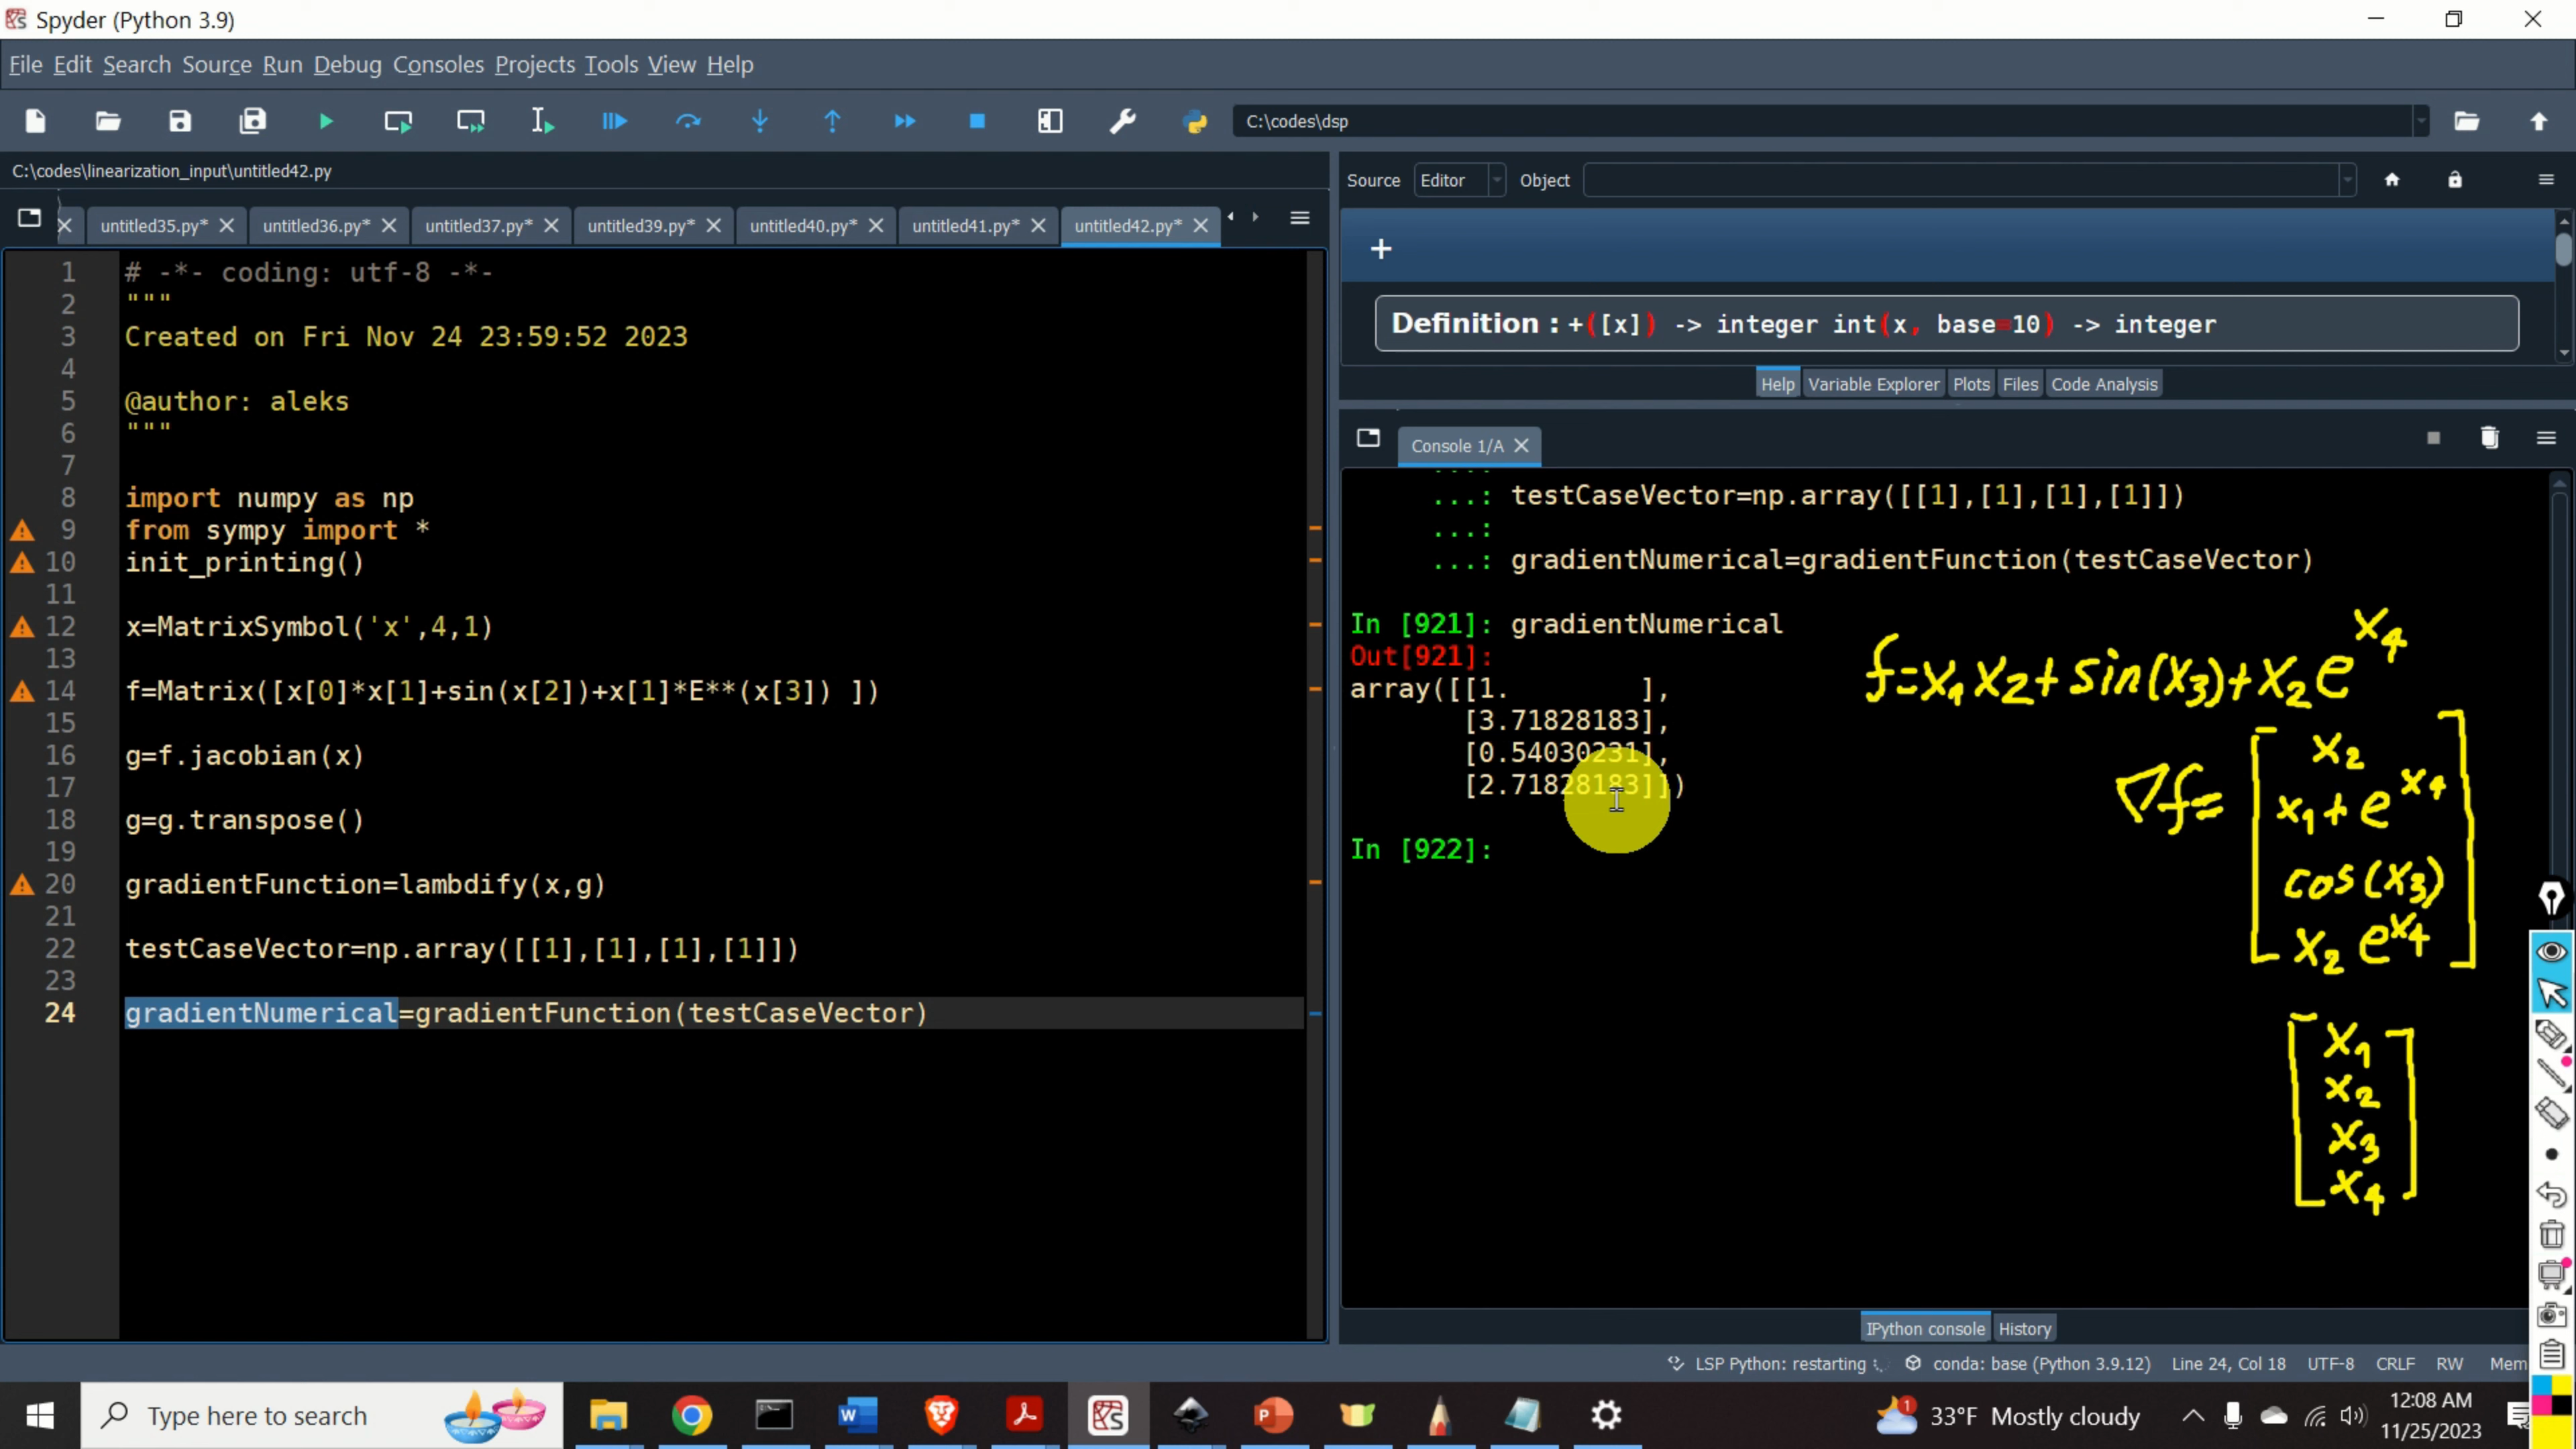 Spyder (Python 3.9)
File Edit Search Source Run Debug Consoles Projects Tools View Help
C:\codes\dsp
C:\codes\linearization_input\untitled42.py
untitled35.py* untitled36.py* untitled37.py* untitled39.py* untitled40.py* untitled41.py* untitled42.py*
1 # -*- coding: utf-8 -*-
2 """
3 Created on Fri Nov 24 23:59:52 2023
4
5 @author: aleks
6 """
7
8 import numpy as np
9 from sympy import *
10 init_printing()
11
12 x=MatrixSymbol('x',4,1)
13
14 f=Matrix([x[0]*x[1]+sin(x[2])+x[1]*E**(x[3]) ])
15
16 g=f.jacobian(x)
17
18 g=g.transpose()
19
20 gradientFunction=lambdify(x,g)
21
22 testCaseVector=np.array([[1],[1],[1],[1]])
23
24 gradientNumerical=gradientFunction(testCaseVector)
Source Editor Object
+
Definition : +([x]) -> integer int(x, base=10) -> integer
Help Variable Explorer Plots Files Code Analysis
Console 1/A
...: testCaseVector=np.array([[1],[1],[1],[1]])
...:
...: gradientNumerical=gradientFunction(testCaseVector)
In [921]: gradientNumerical
Out[921]:
array([[1.        ],
[3.71828183],
[0.54030231],
[2.71828183]])
In [922]:
f=x₁x₂+sin(x₃)+x₂e^x₄
∇f= [x₂
x₁+e^x₄
cos(x₃)
x₂ e^x₄]
[x₁
x₂
x₃
x₄]
IPython console History
LSP Python: restarting conda: base (Python 3.9.12) Line 24, Col 18 UTF-8 CRLF RW Mem
Type here to search
1 33°F Mostly cloudy
12:08 AM
11/25/2023